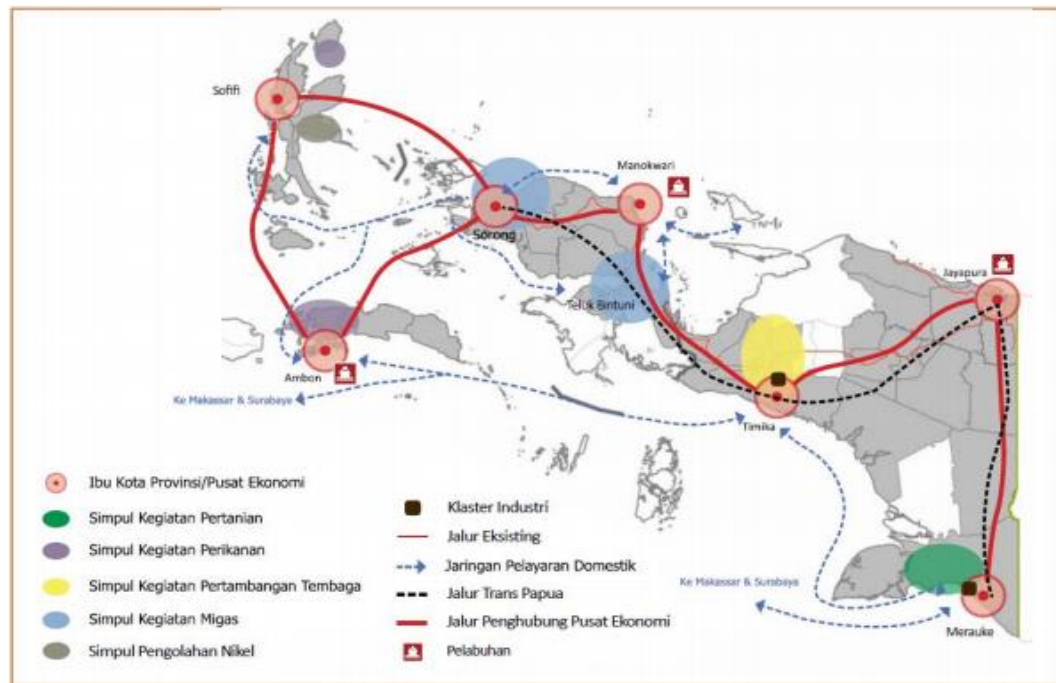 Sofifi
Manokwari
Sorong
Jayapura
Teluk Bintuni
Ambon
Ke Makassar & Surabaya
Timika
Ke Makassar & Surabaya
Merauke
Ibu Kota Provinsi/Pusat Ekonomi
Simpul Kegiatan Pertanian
Simpul Kegiatan Perikanan
Simpul Kegiatan Pertambangan Tembaga
Simpul Kegiatan Migas
Simpul Pengolahan Nikel
Klaster Industri
Jalur Eksisting
Jaringan Pelayaran Domestik
Jalur Trans Papua
Jalur Penghubung Pusat Ekonomi
Pelabuhan